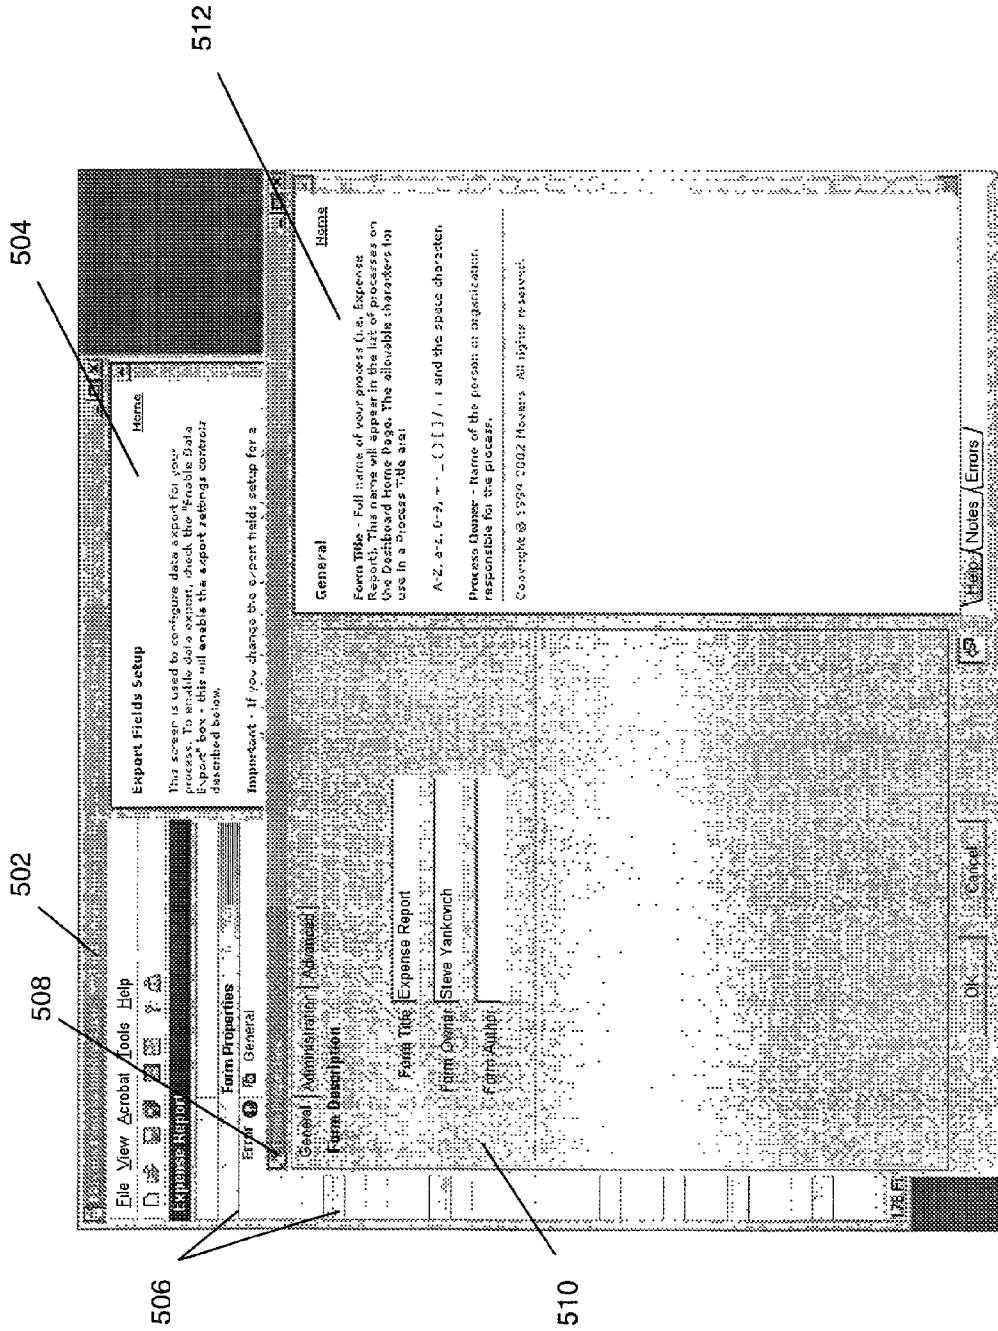 502
504
506
508
510
512
File View Acrobat Tools Help
Expense Report
Form Properties
Error
General
Export Fields Setup
Home
This screen is used to configure data export for your
process. To enable data export, check the "Enable Data
Export" box - this will enable the export settings controls
described below.
Important - If you change the export fields setup for a
General Administration Advanced
Form Description
Form Title Expense Report
Form Owner Steve Yankovich
Form Author
OK Cancel
General
Home
Form Title - Full name of your process (i.e. Expense
Report). This name will appear in the list of processes on
the Dashboard Home Page. The allowable characters for
use in a Process Title are:
and the space character.
Process Owner - Name of the person or organization
responsible for the process.
Copyright © 1999-2002 Movaris. All rights reserved.
Help Notes Errors